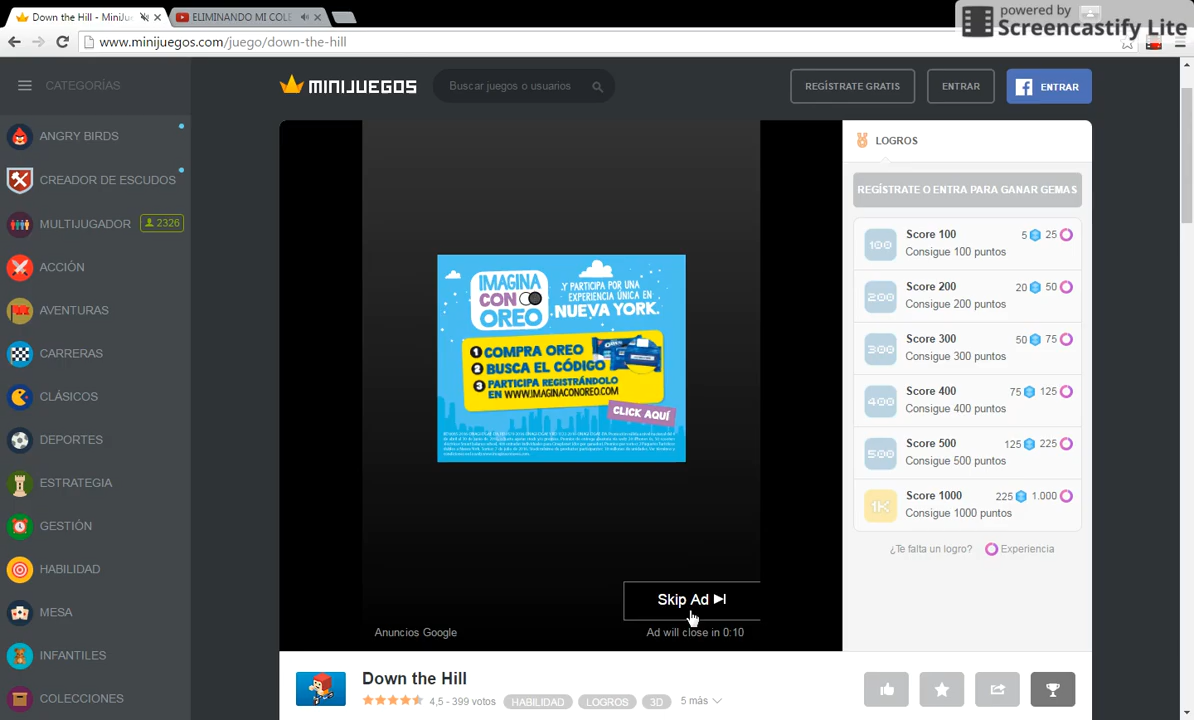 Down the Hill - MiniJue
ELIMINANDO MI COLE
powered by
Screencastify Lite
www.minijuegos.com/juego/down-the-hill
CATEGORÍAS
MINIJUEGOS
Buscar juegos o usuarios
REGÍSTRATE GRATIS
ENTRAR
ENTRAR
ANGRY BIRDS
CREADOR DE ESCUDOS
MULTIJUGADOR
2326
ACCIÓN
AVENTURAS
CARRERAS
CLÁSICOS
DEPORTES
ESTRATEGIA
GESTIÓN
HABILIDAD
MESA
INFANTILES
COLECCIONES
IMAGINA
CON
OREO
...Y PARTICIPA POR UNA
EXPERIENCIA ÚNICA EN
NUEVA YORK.
1 COMPRA OREO
2 BUSCA EL CÓDIGO
3 PARTICIPA REGISTRÁNDOLO
EN WWW.IMAGINACONOREO.COM
CLICK AQUÍ
Skip Ad
Anuncios Google
Ad will close in 0:10
LOGROS
REGÍSTRATE O ENTRA PARA GANAR GEMAS
100
Score 100
5 25
Consigue 100 puntos
200
Score 200
20 50
Consigue 200 puntos
300
Score 300
50 75
Consigue 300 puntos
400
Score 400
75 125
Consigue 400 puntos
500
Score 500
125 225
Consigue 500 puntos
1K
Score 1000
225 1.000
Consigue 1000 puntos
¿Te falta un logro?
Experiencia
Down the Hill
4,5 - 399 votos
HABILIDAD
LOGROS
3D
5 más